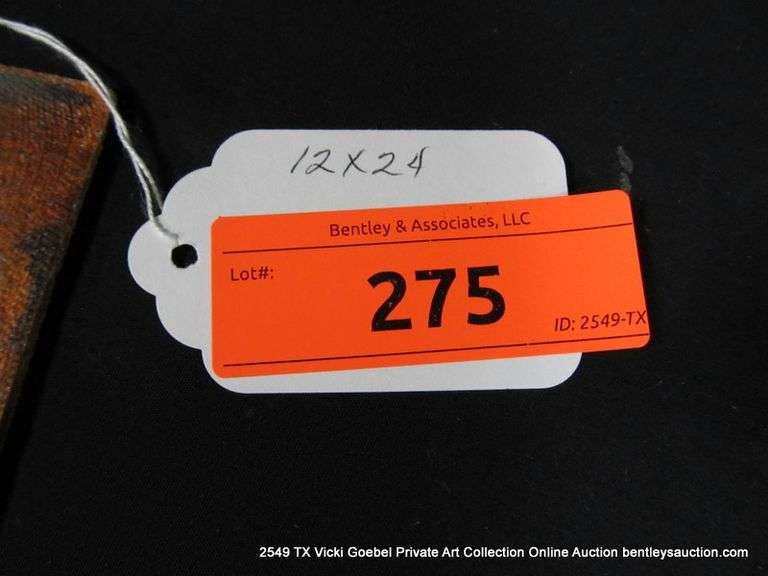 12X24
Bentley & Associates, LLC
Lot#:
275
ID: 2549-TX
2549 TX Vicki Goebel Private Art Collection Online Auction bentleysauction.com